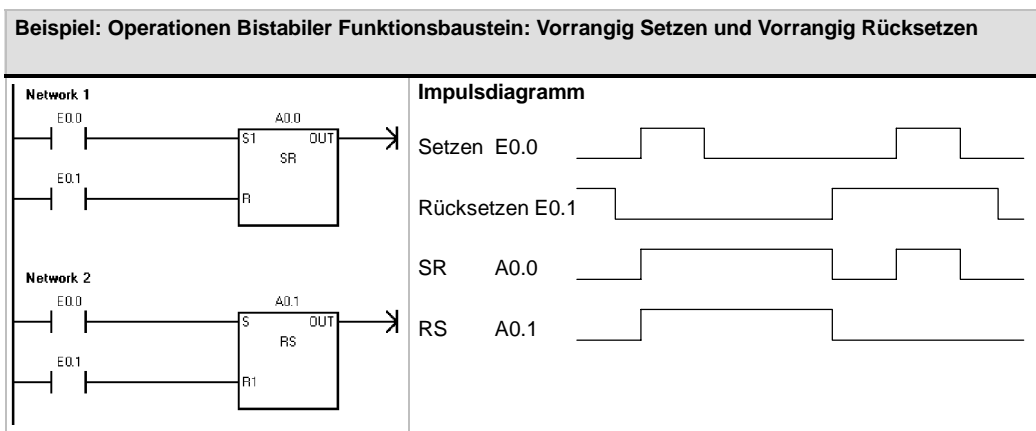 Beispiel: Operationen Bistabiler Funktionsbaustein: Vorrangig Setzen und Vorrangig Rücksetzen
Network 1
E0.0
A0.0
S1 OUT
SR
E0.1
R
Network 2
E0.0
A0.1
S OUT
RS
E0.1
R1
Impulsdiagramm
Setzen E0.0
Rücksetzen E0.1
SR A0.0
RS A0.1